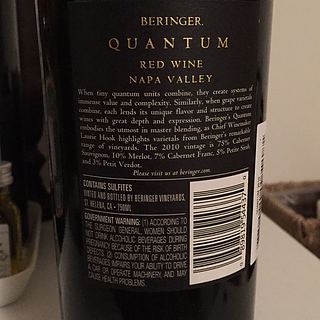 BERINGER.
QUANTUM
RED WINE
NAPA VALLEY
When tiny quantum units combine, they create systems of
immense value and complexity. Similarly, when grape varietals
combine, each lends its unique flavor and structure to create
wines with great depth and expression. Beringer's Quantum
embodies the utmost in master blending, as Chief Winemaker
Laurie Hook highlights varietals from Beringer's remarkable
range of vineyards. The 2010 vintage is 75% Cabernet
Sauvignon, 10% Merlot, 7% Cabernet Franc, 5% Petite Sirah,
and 3% Petit Verdot.
Please visit us at beringer.com.
CONTAINS SULFITES
VINTED AND BOTTLED BY BERINGER VINEYARDS,
ST. HELENA, CA • 750ML
GOVERNMENT WARNING: (1) ACCORDING TO
THE SURGEON GENERAL, WOMEN SHOULD
NOT DRINK ALCOHOLIC BEVERAGES DURING
PREGNANCY BECAUSE OF THE RISK OF BIRTH
DEFECTS. (2) CONSUMPTION OF ALCOHOLIC
BEVERAGES IMPAIRS YOUR ABILITY TO DRIVE
A CAR OR OPERATE MACHINERY, AND MAY
CAUSE HEALTH PROBLEMS.